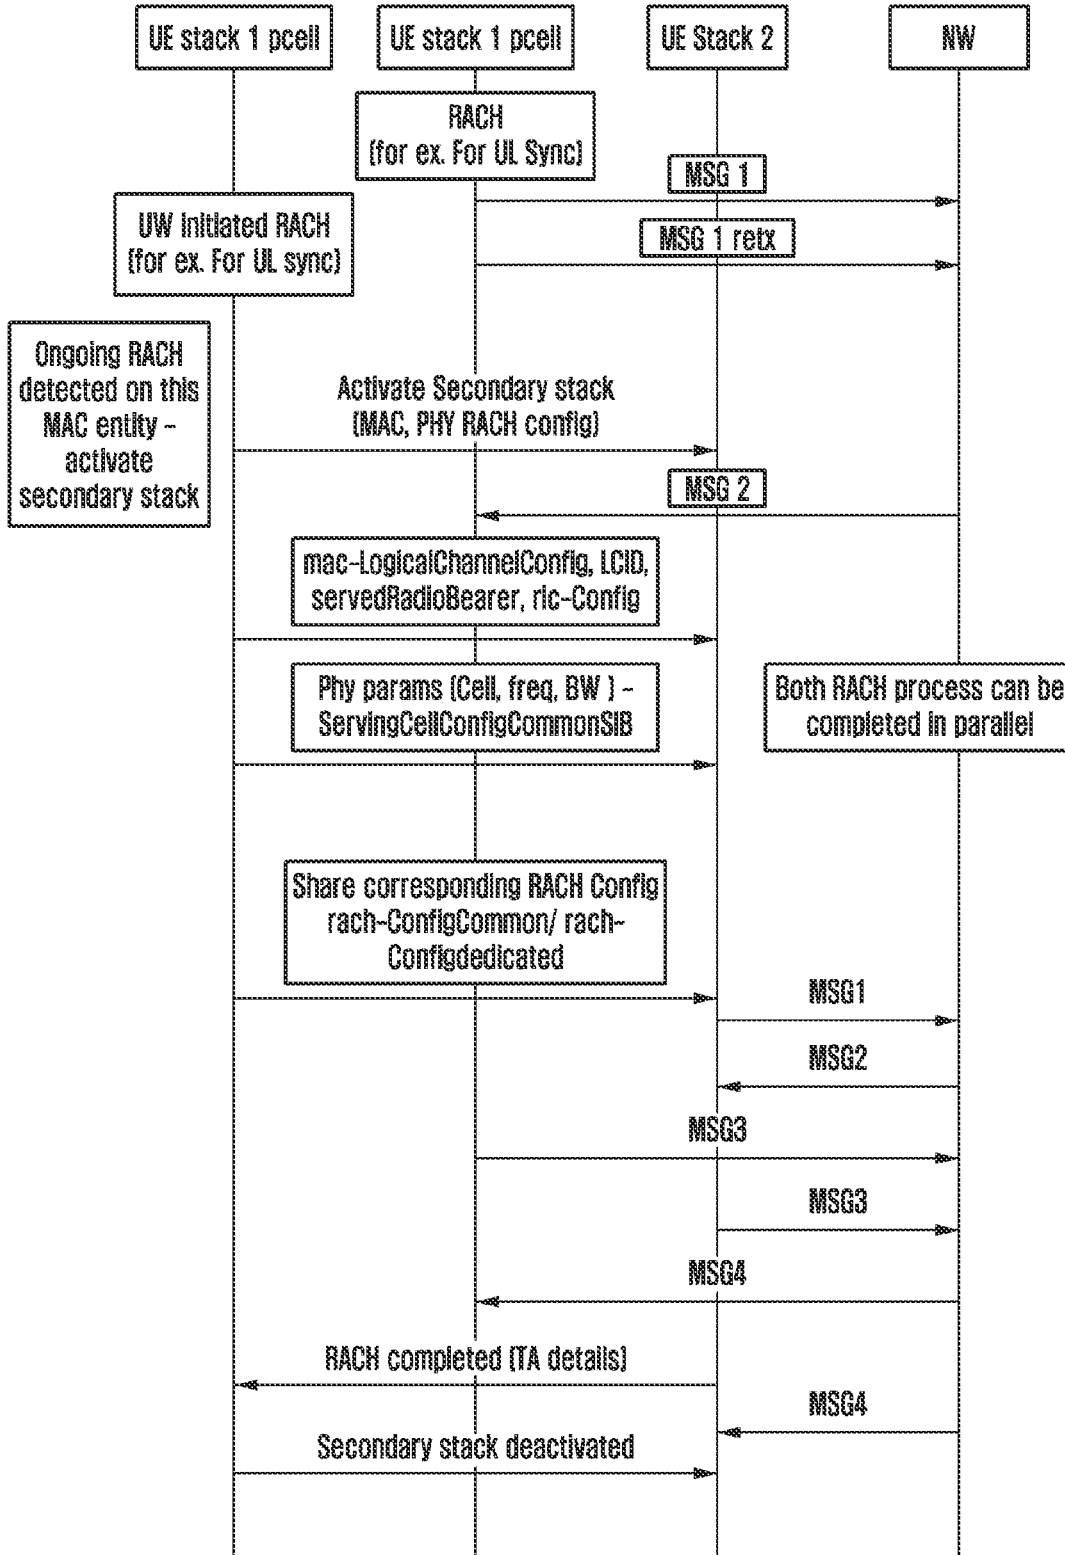 UE stack 1 pcell
UE stack 1 pcell
UE Stack 2
NW
RACH
(for ex. For UL Sync)
MSG 1
UW Initiated RACH
(for ex. For UL sync)
MSG 1 retx
Ongoing RACH
detected on this
MAC entity -
activate
secondary stack
Activate Secondary stack
(MAC, PHY RACH config)
MSG 2
mac-LogicalChannelConfig, LCID,
servedRadioBearer, rlc-Config
Phy params (Cell, freq, BW ) -
ServingCellConfigCommonSIB
Both RACH process can be
completed in parallel
Share corresponding RACH Config
rach-ConfigCommon/ rach-
Configdedicated
MSG1
MSG2
MSG3
MSG3
MSG4
RACH completed (TA details)
MSG4
Secondary stack deactivated